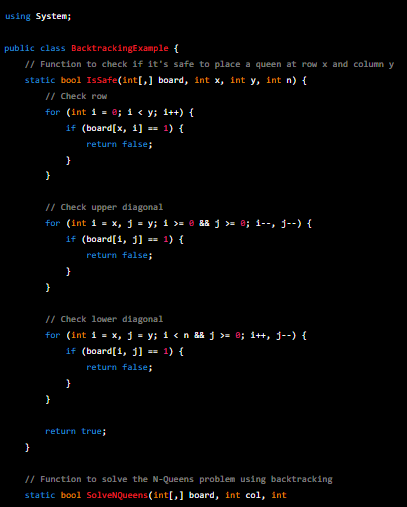 using System;

public class BacktrackingExample {
    // Function to check if it's safe to place a queen at row x and column y
    static bool IsSafe(int[,] board, int x, int y, int n) {
        // Check row
        for (int i = 0; i < y; i++) {
            if (board[x, i] == 1) {
                return false;
            }
        }

        // Check upper diagonal
        for (int i = x, j = y; i >= 0 && j >= 0; i--, j--) {
            if (board[i, j] == 1) {
                return false;
            }
        }

        // Check lower diagonal
        for (int i = x, j = y; i < n && j >= 0; i++, j--) {
            if (board[i, j] == 1) {
                return false;
            }
        }

        return true;
    }

    // Function to solve the N-Queens problem using backtracking
    static bool SolveNQueens(int[,] board, int col, int